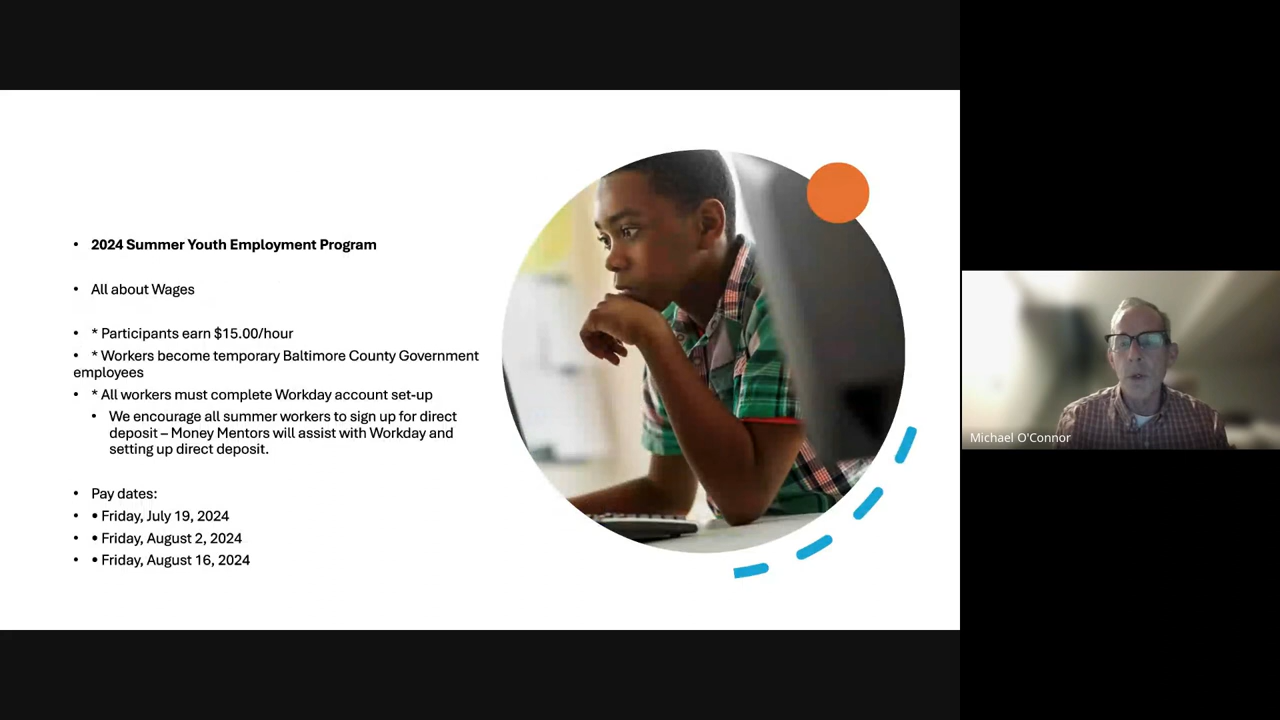 • 2024 Summer Youth Employment Program
• All about Wages
• * Participants earn $15.00/hour
• * Workers become temporary Baltimore County Government
employees
• * All workers must complete Workday account set-up
• We encourage all summer workers to sign up for direct
deposit – Money Mentors will assist with Workday and
setting up direct deposit.
• Pay dates:
• • Friday, July 19, 2024
• • Friday, August 2, 2024
• • Friday, August 16, 2024
Michael O'Connor